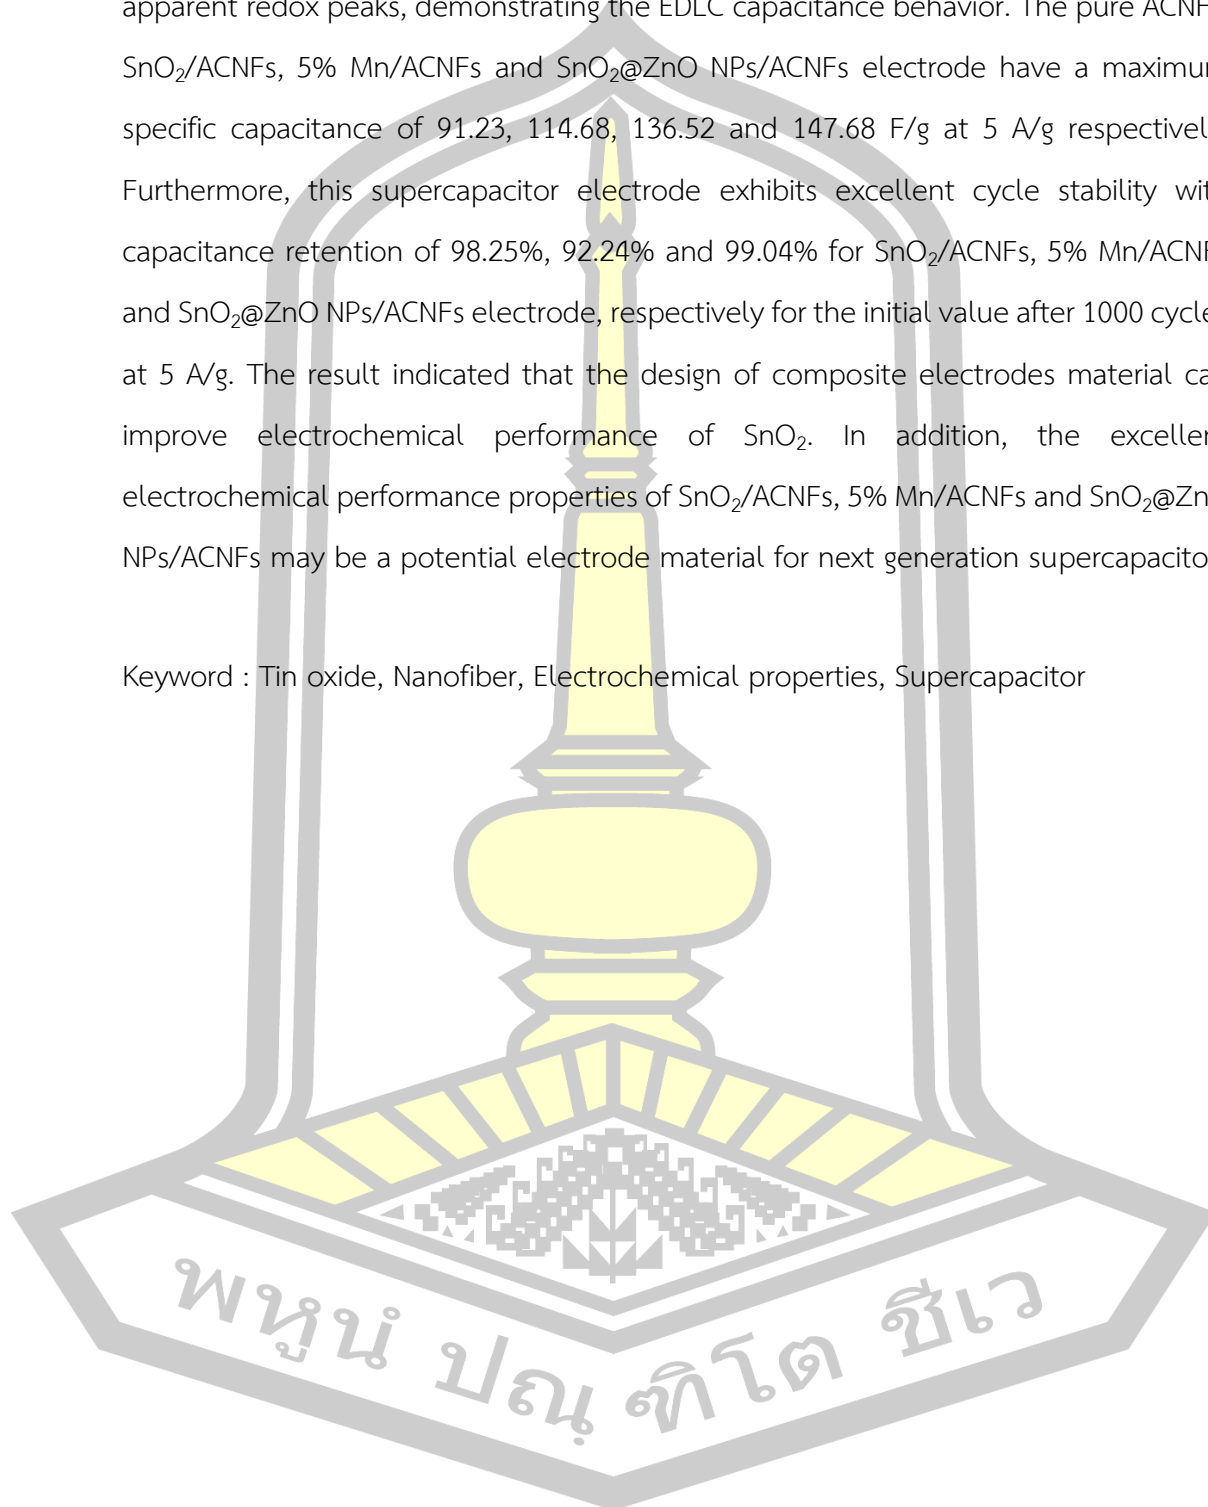 apparent redox peaks, demonstrating the EDLC capacitance behavior. The pure ACNF
SnO₂/ACNFs, 5% Mn/ACNFs and SnO₂@ZnO NPs/ACNFs electrode have a maximu
specific capacitance of 91.23, 114.68, 136.52 and 147.68 F/g at 5 A/g respectivel
Furthermore, this supercapacitor electrode exhibits excellent cycle stability wit
capacitance retention of 98.25%, 92.24% and 99.04% for SnO₂/ACNFs, 5% Mn/ACNF
and SnO₂@ZnO NPs/ACNFs electrode, respectively for the initial value after 1000 cycle
at 5 A/g. The result indicated that the design of composite electrodes material ca
improve electrochemical performance of SnO₂. In addition, the exceller
electrochemical performance properties of SnO₂/ACNFs, 5% Mn/ACNFs and SnO₂@Zn
NPs/ACNFs may be a potential electrode material for next generation supercapacito
Keyword : Tin oxide, Nanofiber, Electrochemical properties, Supercapacitor
พหูนํ ปณฺฑิโต ชีเว